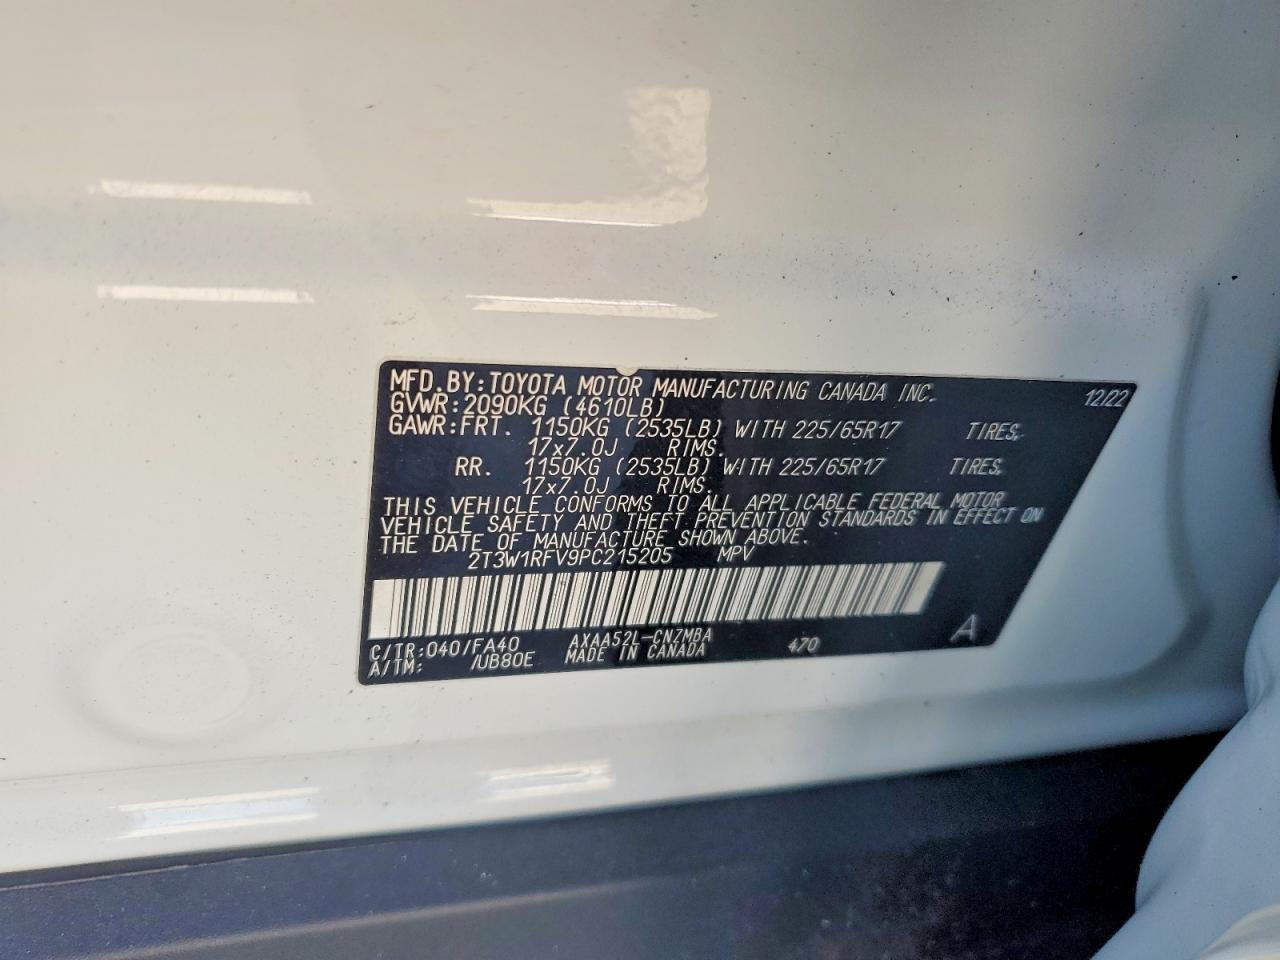 MFD.BY:TOYOTA MOTOR MANUFACTURING CANADA INC. 12/22
GVWR:2090KG (4610LB)
GAWR:FRT. 1150KG (2535LB) WITH 225/65R17 TIRES,
17x7.0J RIMS.
RR. 1150KG (2535LB) WITH 225/65R17 TIRES,
17x7.0J RIMS.
THIS VEHICLE CONFORMS TO ALL APPLICABLE FEDERAL MOTOR
VEHICLE SAFETY AND THEFT PREVENTION STANDARDS IN EFFECT ON
THE DATE OF MANUFACTURE SHOWN ABOVE.
2T3W1RFV9PC215205 MPV
C/TR:040/FA40 AXAA52L-CNZMBA 470 A
A/TM: /UB80E MADE IN CANADA